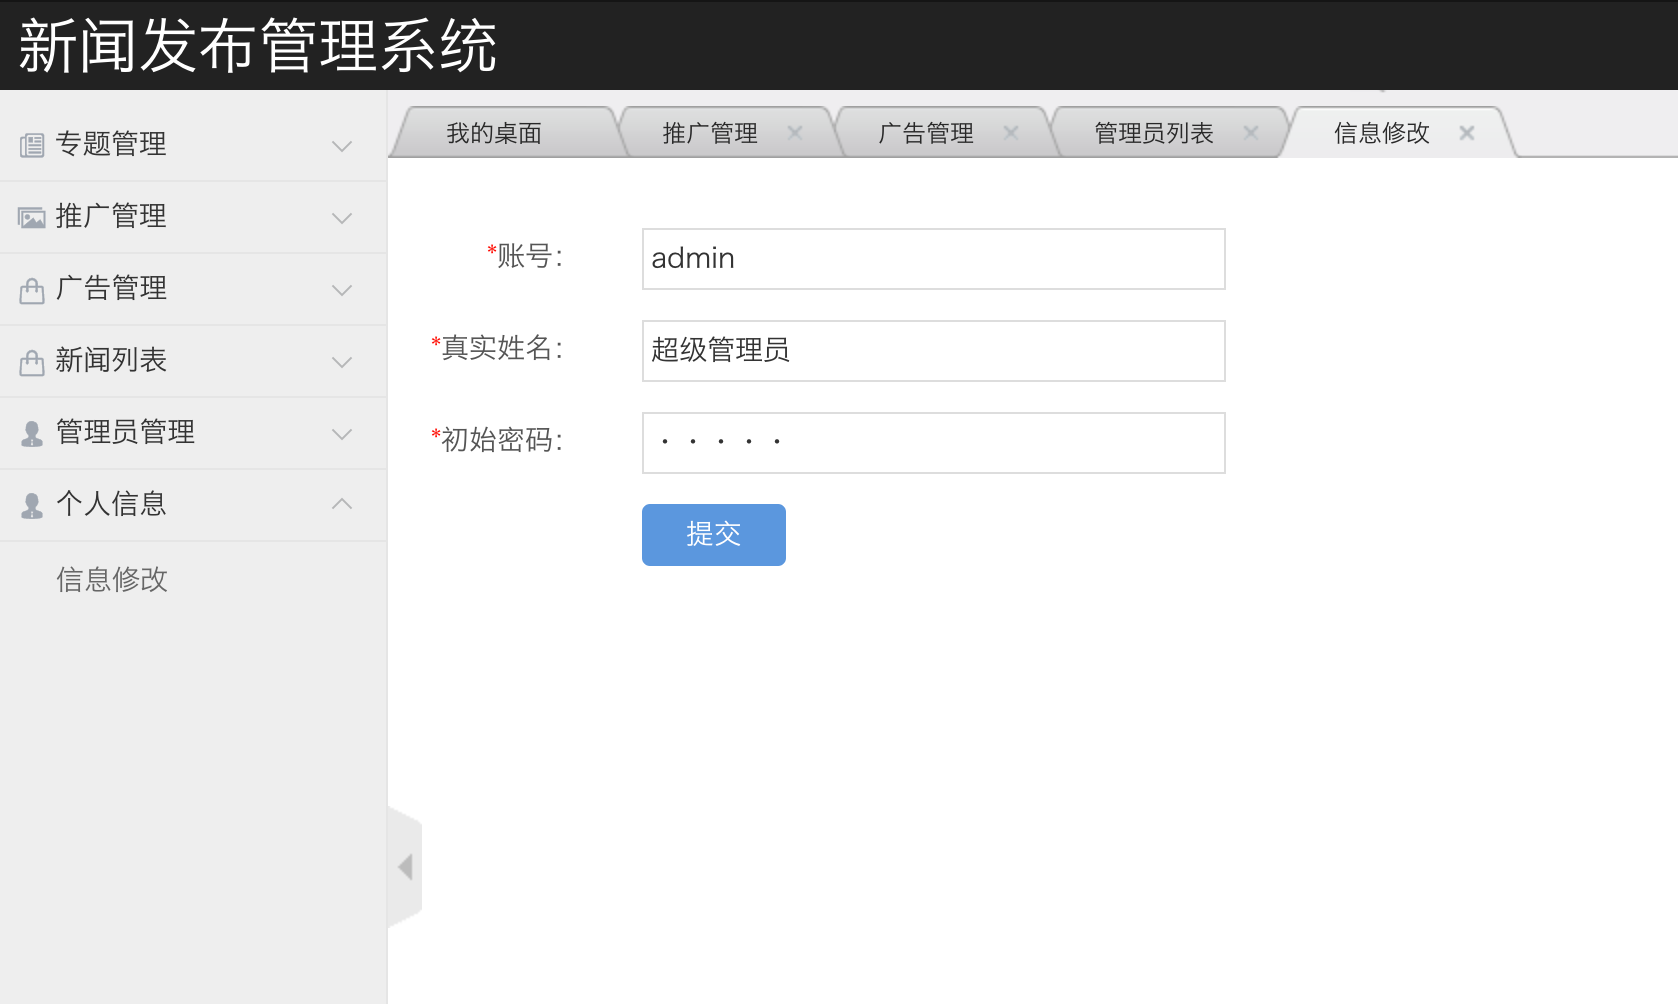 新闻发布管理系统
专题管理
推广管理
广告管理
新闻列表
管理员管理
个人信息
信息修改
我的桌面 推广管理 广告管理 管理员列表 信息修改
*账号: admin
*真实姓名: 超级管理员
*初始密码: ·····
提交